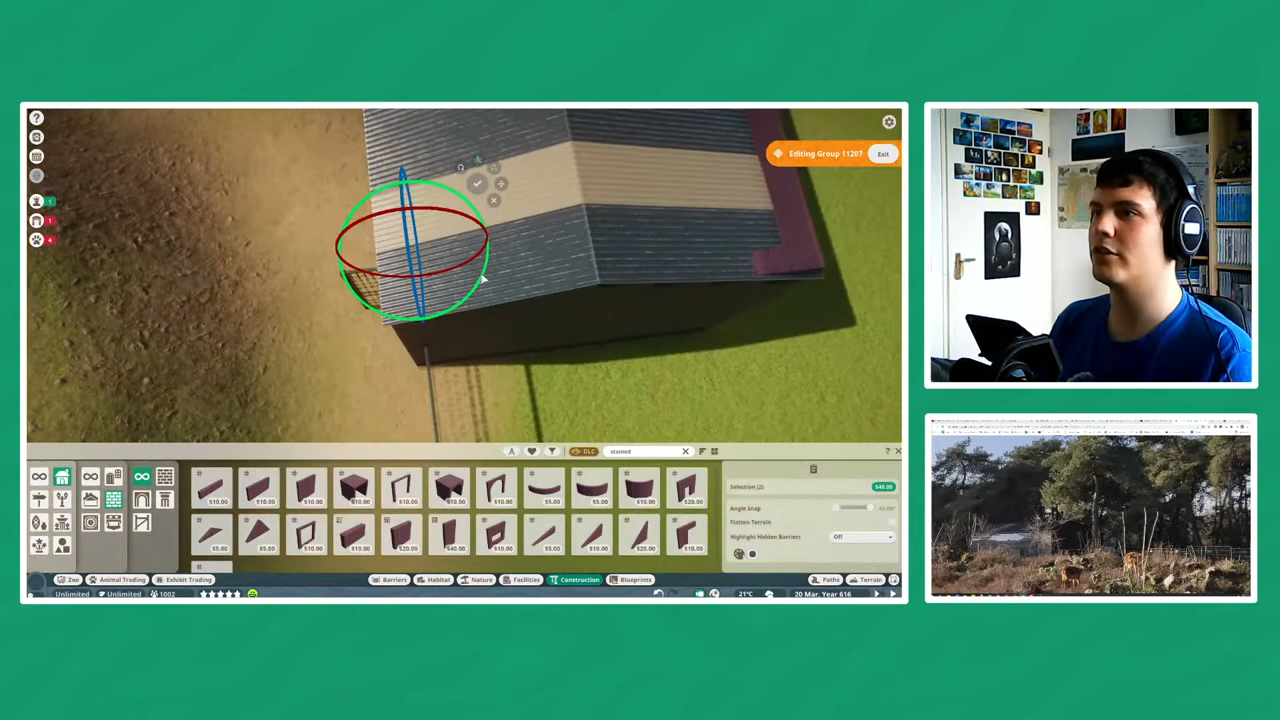 Editing Group 11207
Exit
1
1
4
DLC
stained
$10.00 $10.00 $10.00 $10.00 $10.00 $10.00 $10.00 $5.00 $5.00 $10.00 $20.00
$5.00 $5.00 $10.00 $10.00 $20.00 $40.00 $10.00 $5.00 $10.00 $20.00 $10.00
Selection (2)
$40.00
Angle Snap
Flatten Terrain
Highlight Hidden Barriers
Off
Zoo
Animal Trading
Exhibit Trading
Barriers
Habitat
Nature
Facilities
Construction
Blueprints
Paths
Terrain
Unlimited
Unlimited
1002
21°C
20 Mar, Year 616